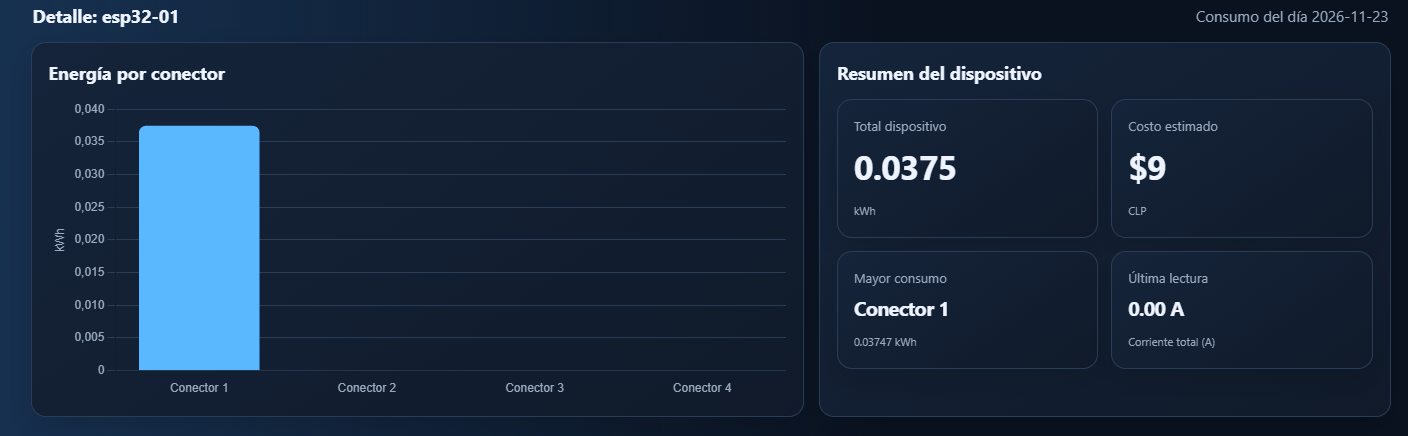 Detalle: esp32-01
Consumo del día 2026-11-23
Energía por conector
0,040
0,035
0,030
0,025
0,020
0,015
0,010
0,005
0
kWh
Conector 1
Conector 2
Conector 3
Conector 4
Resumen del dispositivo
Total dispositivo
0.0375
kWh
Costo estimado
$9
CLP
Mayor consumo
Conector 1
0.03747 kWh
Última lectura
0.00 A
Corriente total (A)